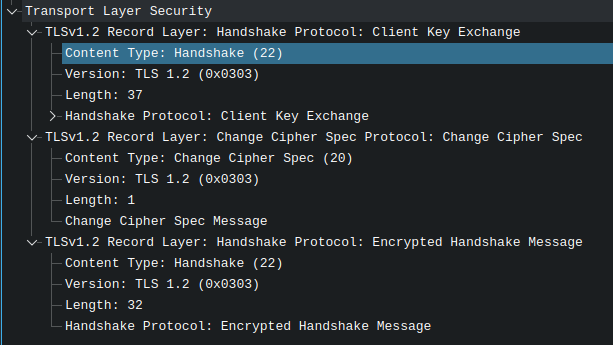 Transport Layer Security
TLSv1.2 Record Layer: Handshake Protocol: Client Key Exchange
Content Type: Handshake (22)
Version: TLS 1.2 (0x0303)
Length: 37
Handshake Protocol: Client Key Exchange
TLSv1.2 Record Layer: Change Cipher Spec Protocol: Change Cipher Spec
Content Type: Change Cipher Spec (20)
Version: TLS 1.2 (0x0303)
Length: 1
Change Cipher Spec Message
TLSv1.2 Record Layer: Handshake Protocol: Encrypted Handshake Message
Content Type: Handshake (22)
Version: TLS 1.2 (0x0303)
Length: 32
Handshake Protocol: Encrypted Handshake Message